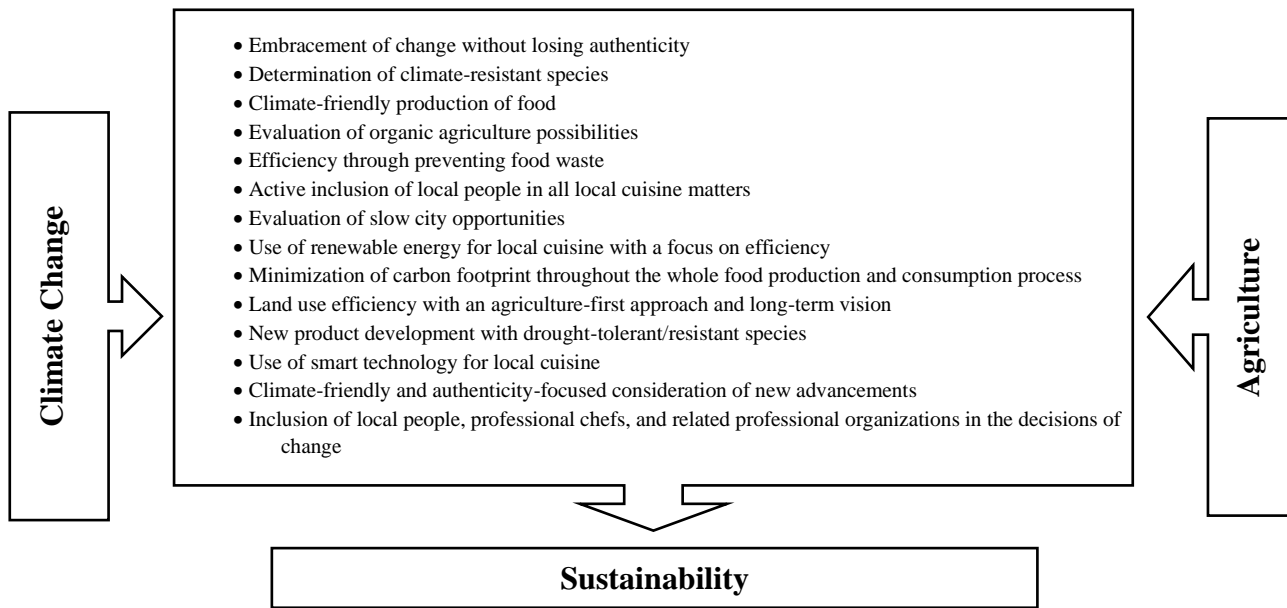 • Embracement of change without losing authenticity
• Determination of climate-resistant species
• Climate-friendly production of food
• Evaluation of organic agriculture possibilities
• Efficiency through preventing food waste
• Active inclusion of local people in all local cuisine matters
• Evaluation of slow city opportunities
• Use of renewable energy for local cuisine with a focus on efficiency
• Minimization of carbon footprint throughout the whole food production and consumption process
• Land use efficiency with an agriculture-first approach and long-term vision
• New product development with drought-tolerant/resistant species
• Use of smart technology for local cuisine
• Climate-friendly and authenticity-focused consideration of new advancements
• Inclusion of local people, professional chefs, and related professional organizations in the decisions of
change
Climate Change
Agriculture
Sustainability